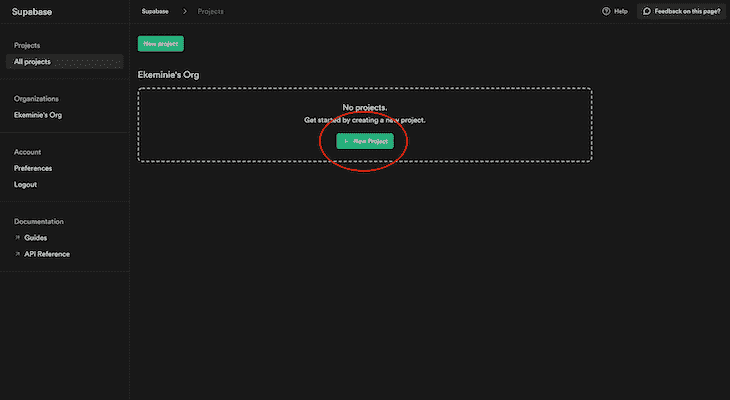 Supabase
Supabase > Projects
Help
Feedback on this page?
Projects
All projects
Organizations
Ekeminie's Org
Account
Preferences
Logout
Documentation
Guides
API Reference
New project
Ekeminie's Org
No projects.
Get started by creating a new project.
+ New Project